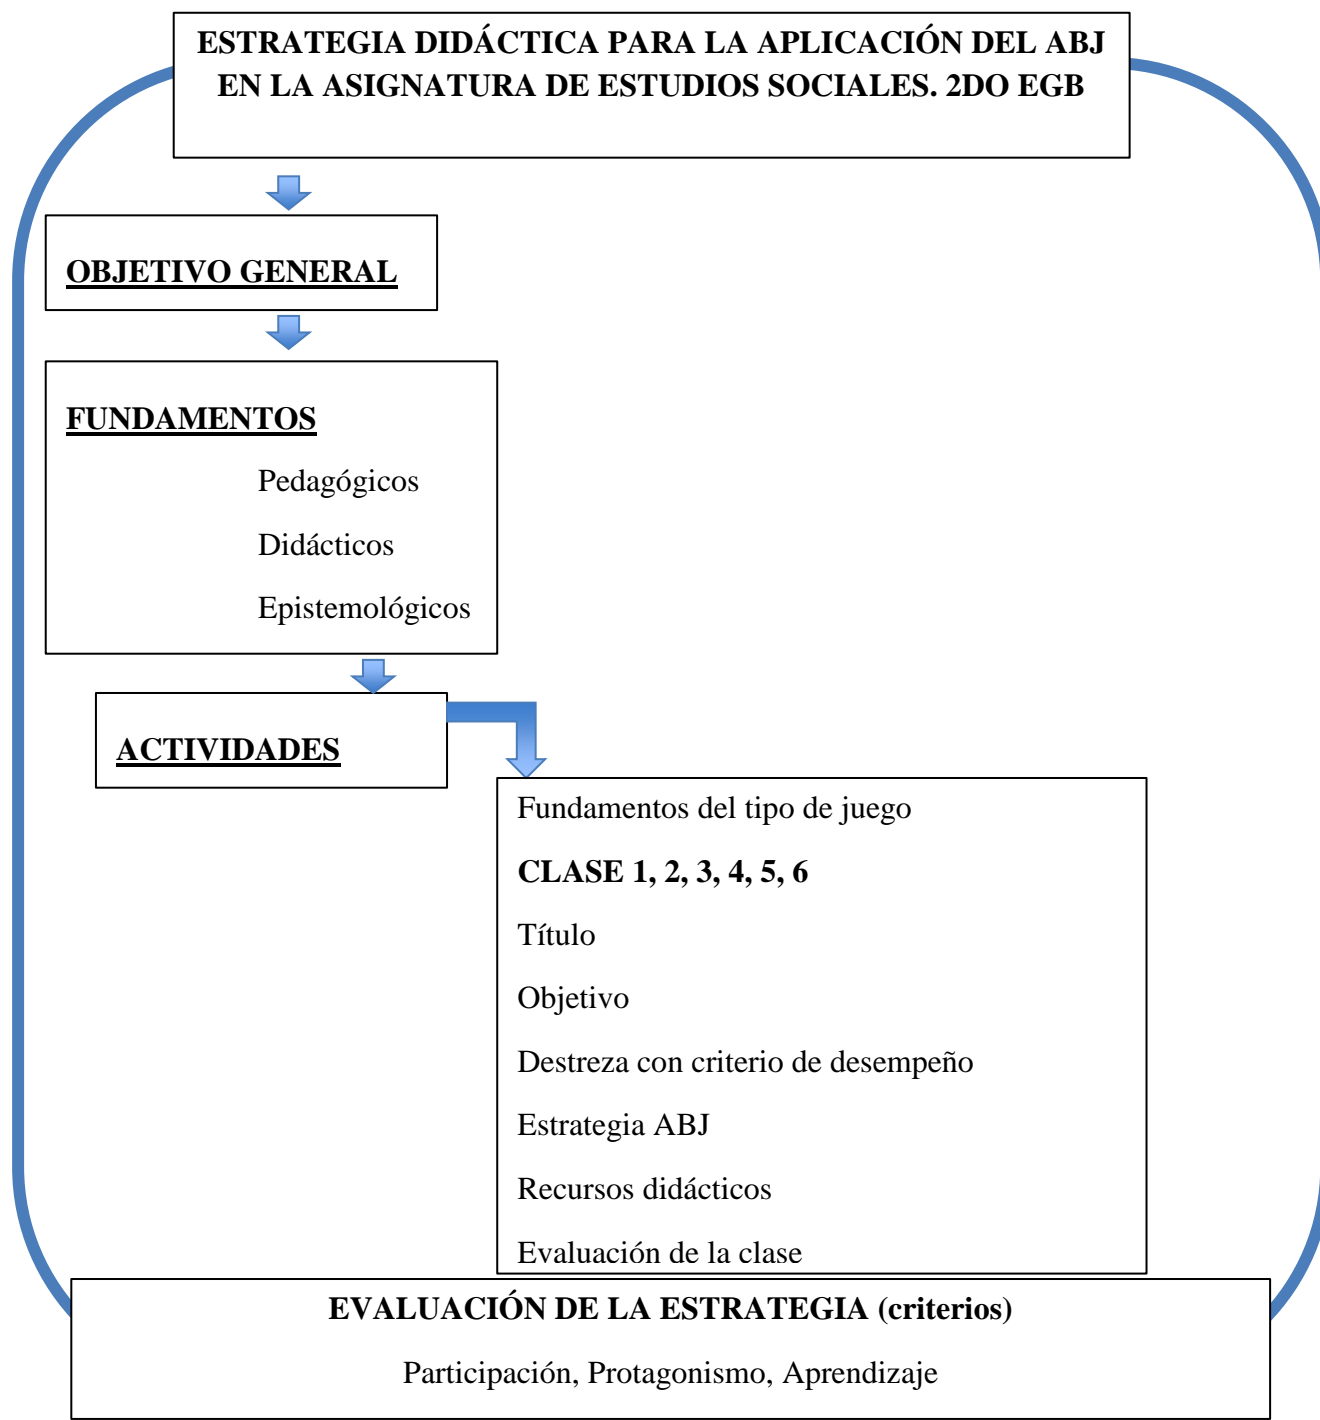 ESTRATEGIA DIDÁCTICA PARA LA APLICACIÓN DEL ABJ
EN LA ASIGNATURA DE ESTUDIOS SOCIALES. 2DO EGB
OBJETIVO GENERAL
FUNDAMENTOS
Pedagógicos
Didácticos
Epistemológicos
ACTIVIDADES
Fundamentos del tipo de juego
CLASE 1, 2, 3, 4, 5, 6
Título
Objetivo
Destreza con criterio de desempeño
Estrategia ABJ
Recursos didácticos
Evaluación de la clase
EVALUACIÓN DE LA ESTRATEGIA (criterios)
Participación, Protagonismo, Aprendizaje